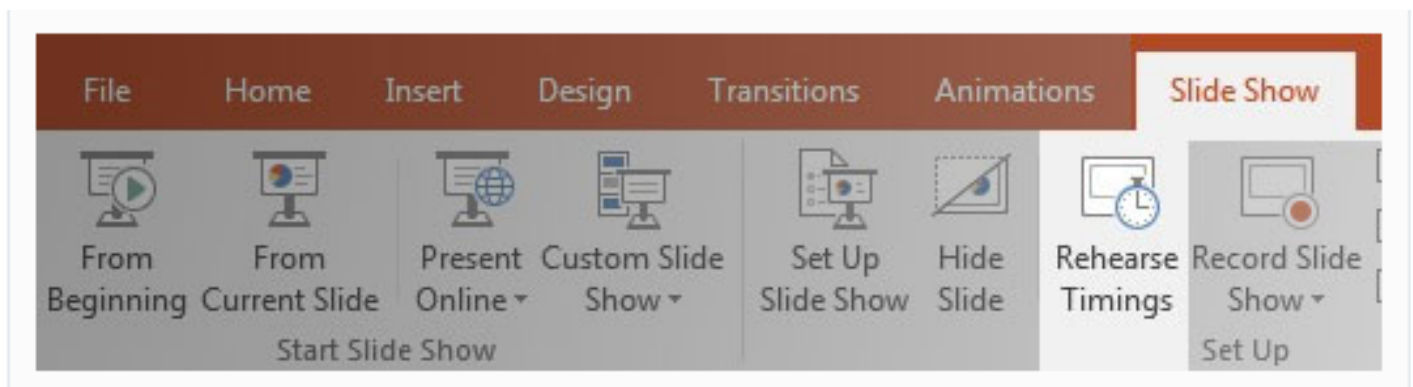 File Home Insert Design Transitions Animations Slide Show
From Beginning
From Current Slide
Present Online
Custom Slide Show
Set Up Slide Show
Hide Slide
Rehearse Timings
Record Slide Show
Start Slide Show
Set Up